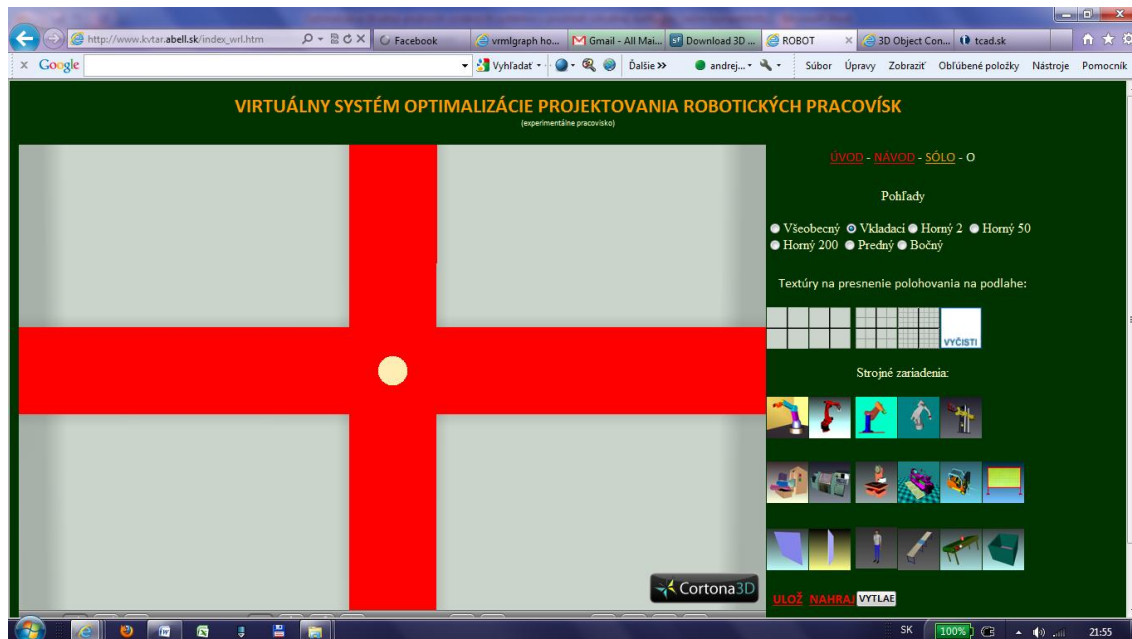 http://www.kvtar.abell.sk/index_wrl.htm
Facebook
vrmlgraph ho...
Gmail - All Mai...
Download 3D ...
ROBOT
3D Object Con...
tcad.sk
x Google
Vyhľadať
Ďalšie >>
andrej...
Súbor Úpravy Zobraziť Obľúbené položky Nástroje Pomocník
VIRTUÁLNY SYSTÉM OPTIMALIZÁCIE PROJEKTOVANIA ROBOTICKÝCH PRACOVÍSK
(experimentálne pracovisko)
ÚVOD - NÁVOD - SÓLO - O
Pohľady
Všeobecný Vkladací Horný 2 Horný 50
Horný 200 Predný Bočný
Textúry na presnenie polohovania na podlahe:
VYČISTI
Strojné zariadenia:
Cortona3D
ULOŽ NAHRAJ VYTLAE
SK 100% 21:55